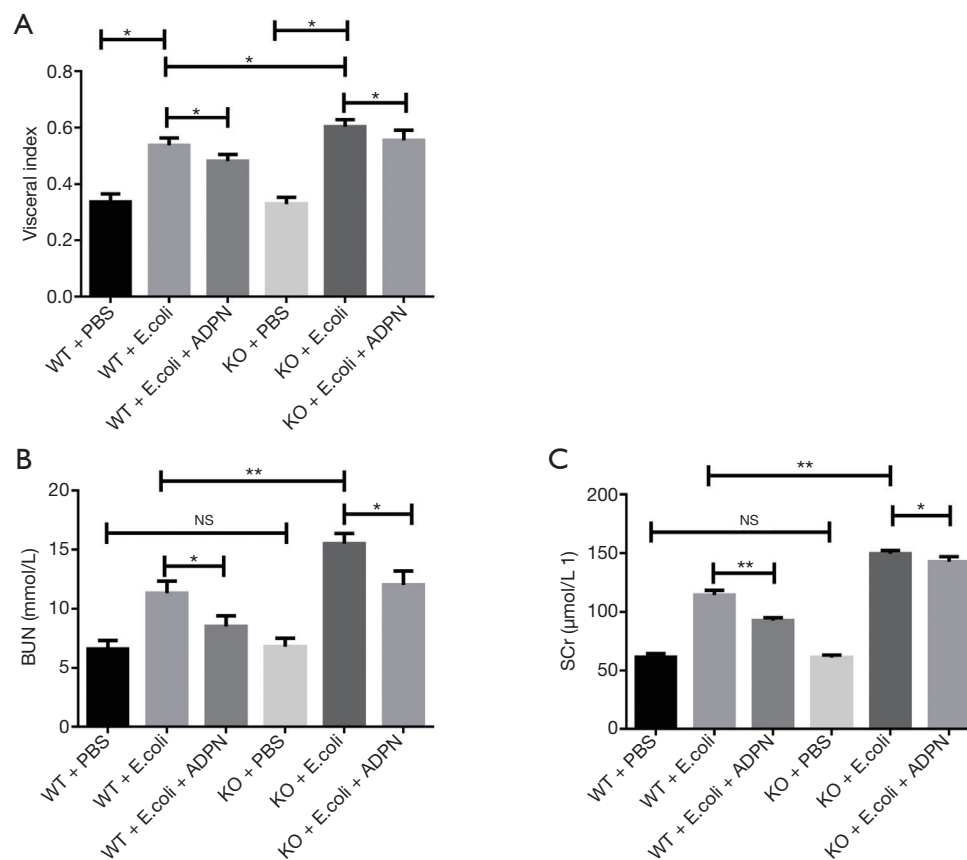 A
*
*
*
*
*
0.8
0.6
0.4
0.2
0.0
Visceral index
WT + PBS
WT + E.coli
WT + E.coli + ADPN
KO + PBS
KO + E.coli
KO + E.coli + ADPN
B
**
NS
*
*
20
15
10
5
0
BUN (mmol/L)
WT + PBS
WT + E.coli
WT + E.coli + ADPN
KO + PBS
KO + E.coli
KO + E.coli + ADPN
C
**
NS
*
**
200
150
100
50
0
SCr (µmol/L 1)
WT + PBS
WT + E.coli
WT + E.coli + ADPN
KO + PBS
KO + E.coli
KO + E.coli + ADPN